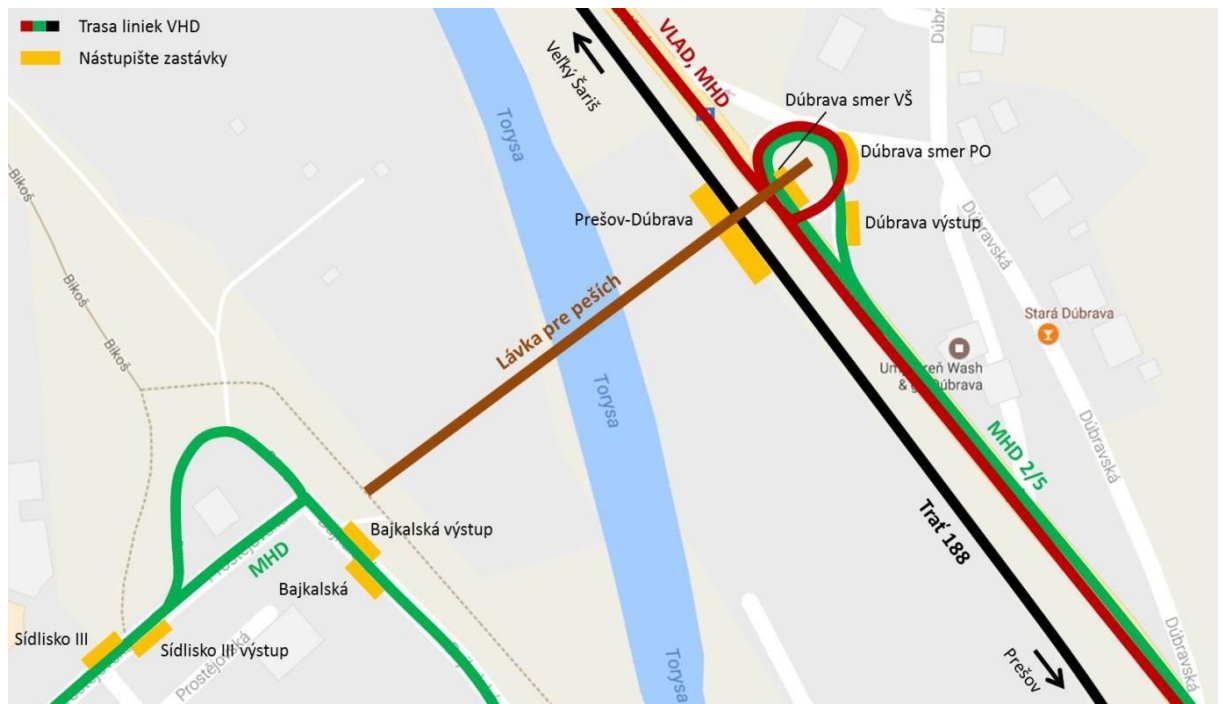 Trasa liniek VHD
Nástupište zastávky
Veľký Šariš
VLAD, MHD
Dúbrava smer VŠ
Dúbrava smer PO
Dúbrava výstup
Prešov-Dúbrava
Torysa
Torysa
Torysa
Lávka pre peších
Bikoš
Bikoš
Bikoš
Dúbravská
Dúbravská
Dúbravská
Dúbravská
Stará Dúbrava
MHD 2/5
Trať 188
Prešov
MHD
Bajkalská výstup
Bajkalská
Sídlisko III
Sídlisko III výstup
Prostějovská